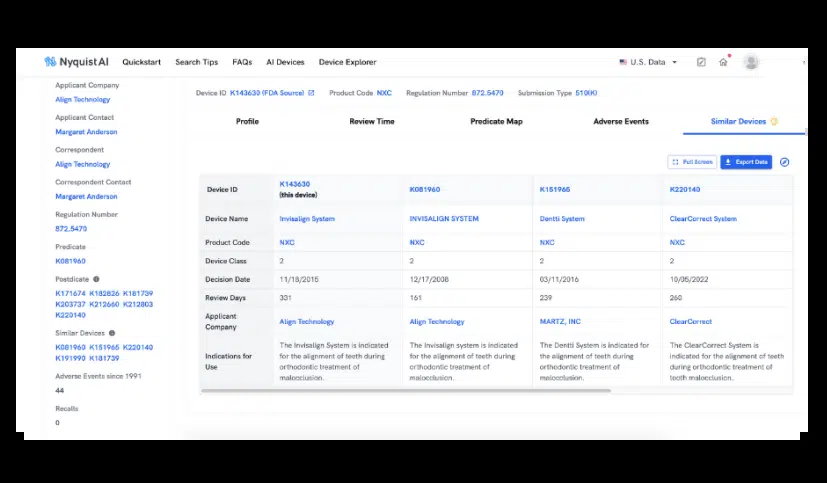 Nyquist AI Quickstart Search Tips FAQs AI Devices Device Explorer U.S. Data
Applicant Company
Align Technology
Applicant Contact
Margaret Anderson
Correspondent
Align Technology
Correspondent Contact
Margaret Anderson
Regulation Number
872.5470
Predicate
K081960
Postdicate
K171674 K182826 K181739
K203737 K212660 K212803
K220140
Similar Devices
K081960 K151965 K220140
K191990 K181739
Adverse Events since 1991
44
Recalls
0
Device ID K143630 (FDA Source) Product Code NXC Regulation Number 872.5470 Submission Type 510(K)
Profile Review Time Predicate Map Adverse Events Similar Devices
Full Screen Export Data
Device ID K143630 (this device) K081960 K151965 K220140
Device Name Invisalign System INVISALIGN SYSTEM Dentti System ClearCorrect System
Product Code NXC NXC NXC NXC
Device Class 2 2 2 2
Decision Date 11/18/2015 12/17/2008 03/11/2016 10/05/2022
Review Days 331 161 239 260
Applicant Company Align Technology Align Technology MARTZ, INC ClearCorrect
Indications for Use
The Invisalign System is indicated
for the alignment of teeth during
orthodontic treatment of
malocclusion.
The Invisalign system is indicated
for the alignment of teeth during
orthodontic treatment of
malocclusion.
The Dentti System is indicated for
the alignment of teeth during
orthodontic treatment of
malocclusion.
The ClearCorrect System is
indicated for the alignment of teeth
during orthodontic treatment of
tooth malocclusion.